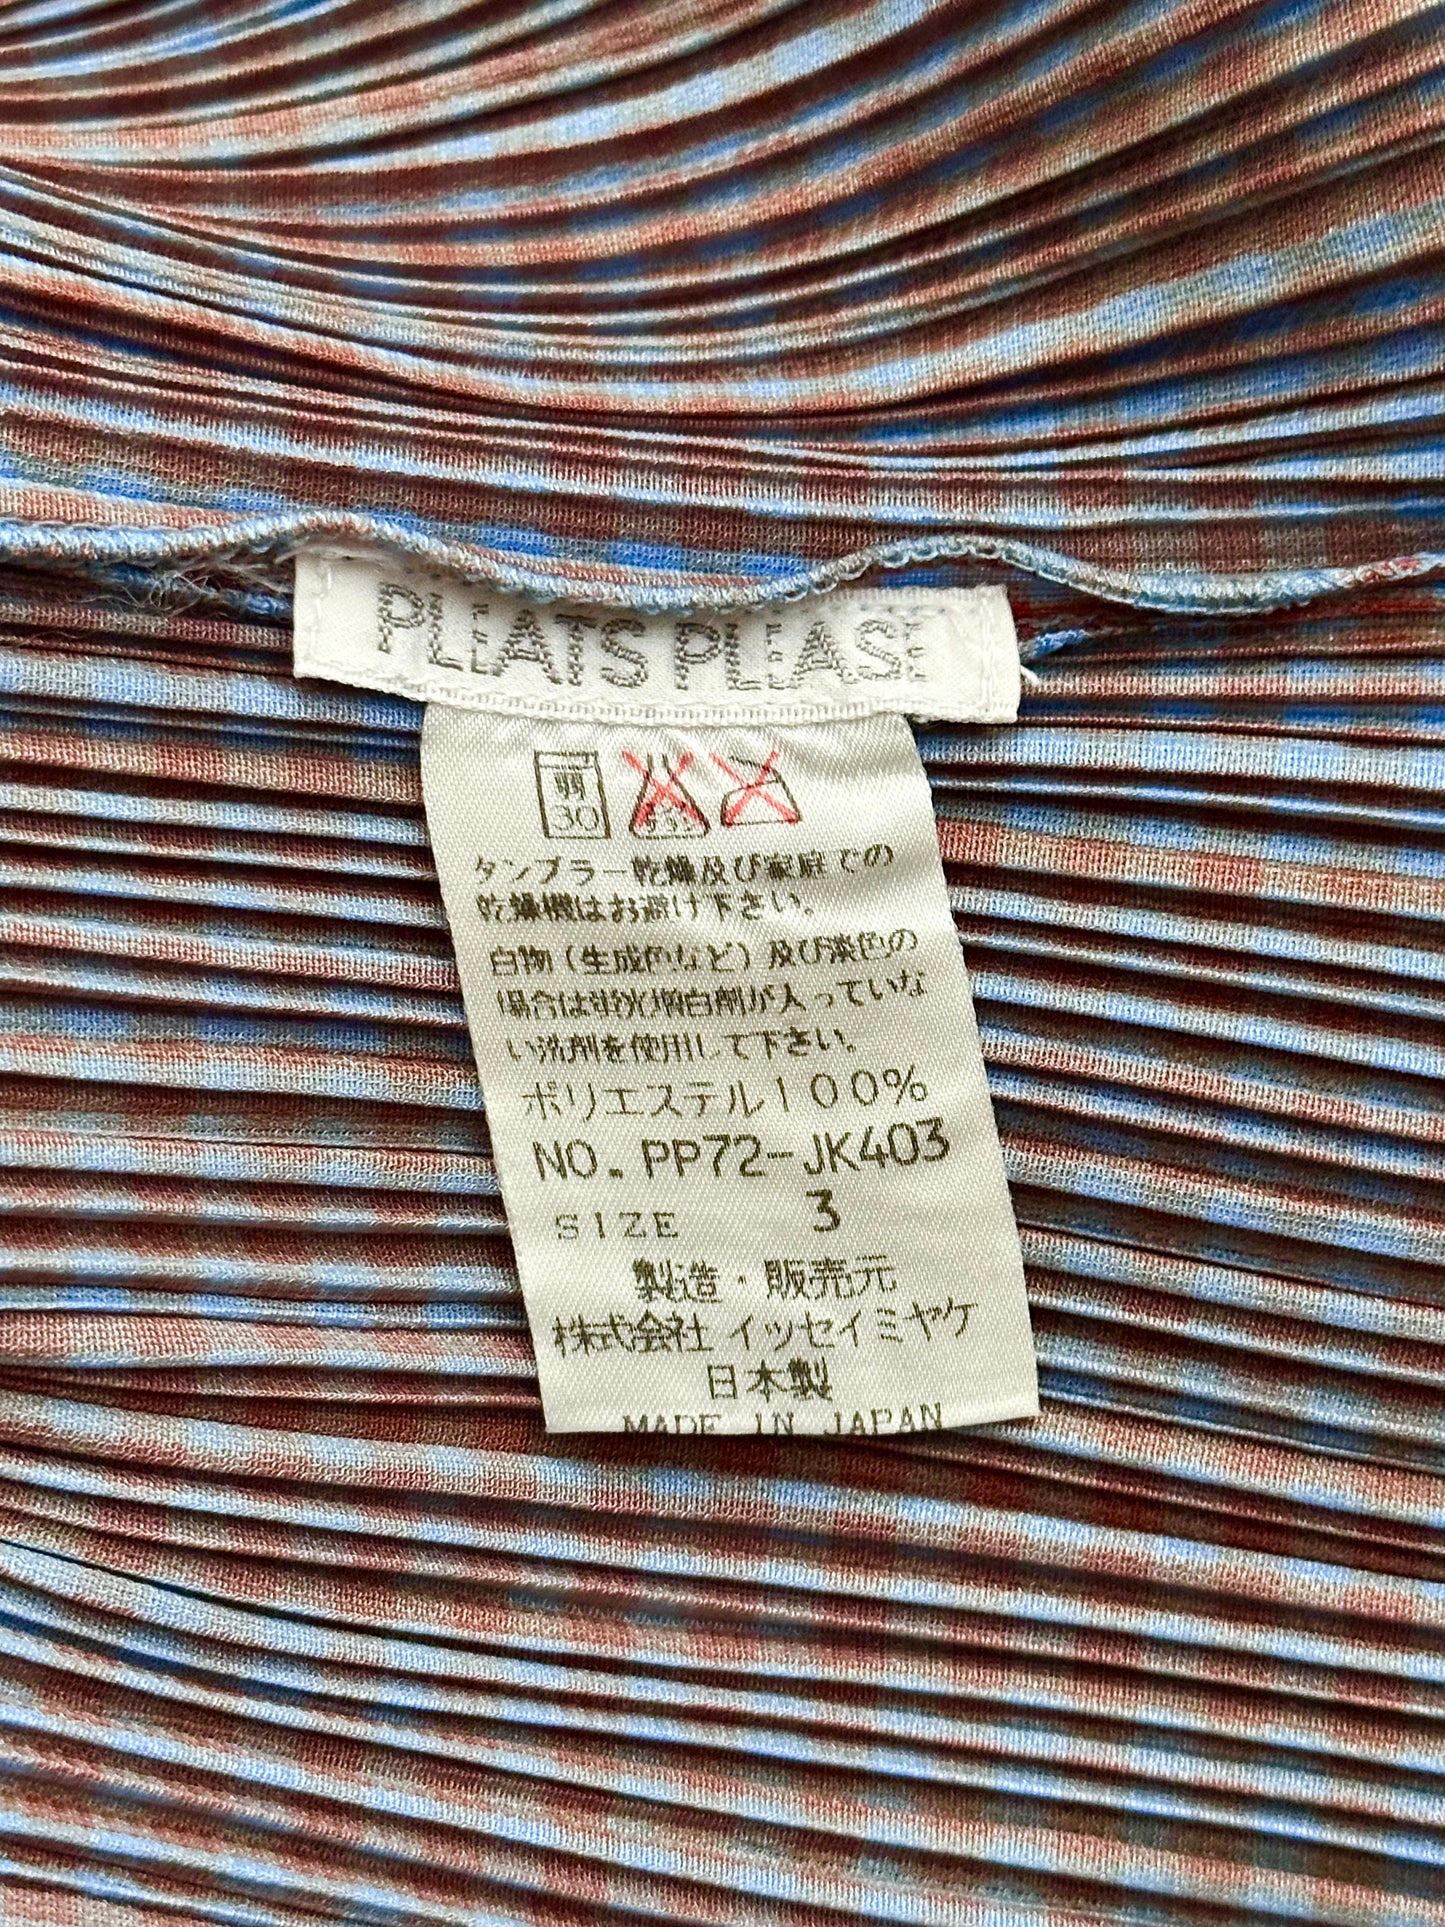 PLEATS PLEASE
弱
30
エンソサ
タンブラー乾燥及び家庭での
乾燥機はお避け下さい。
白物（生成色など）及び淡色の
場合は蛍光増白剤が入っていな
い洗剤を使用して下さい。
ポリエステル100%
NO. PP72-JK403
SIZE 3
製造・販売元
株式会社 イッセイミヤケ
日本製
MADE IN JAPAN